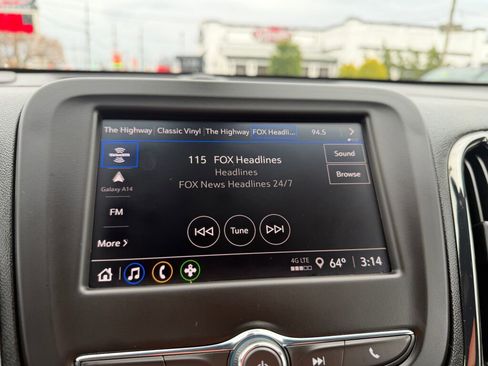 The Highway Classic Vinyl The Highway FOX Headli... 94.5
115 FOX Headlines
Headlines
FOX News Headlines 24/7
Sound
Browse
Galaxy A14
FM
More
Tune
4G LTE 64° 3:14